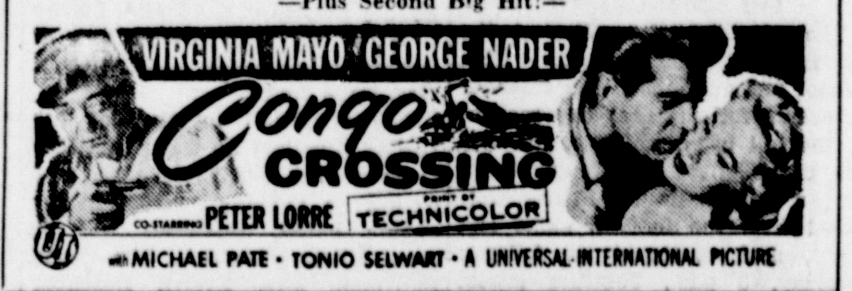 —Plus Second Big Hit:—
VIRGINIA MAYO GEORGE NADER
Congo
CROSSING
PRINT BY
CO-STARRING PETER LORRE TECHNICOLOR
UI
with MICHAEL PATE • TONIO SELWART • A UNIVERSAL-INTERNATIONAL PICTURE